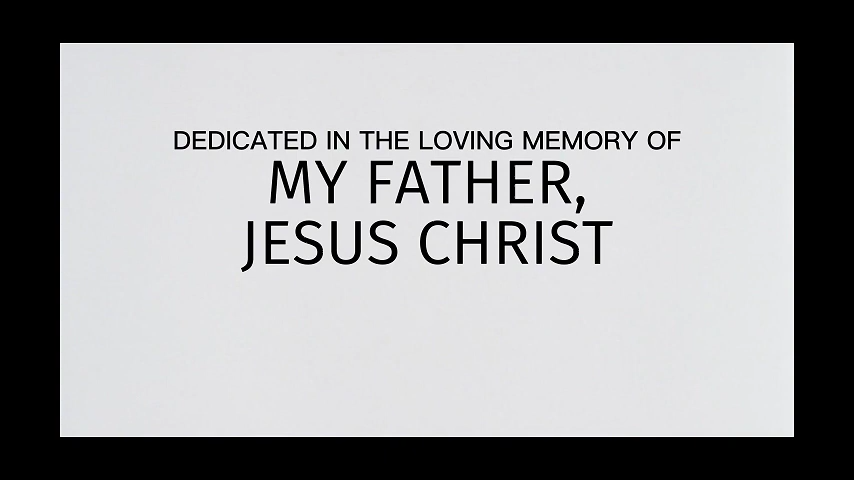 DEDICATED IN THE LOVING MEMORY OF
MY FATHER,
JESUS CHRIST